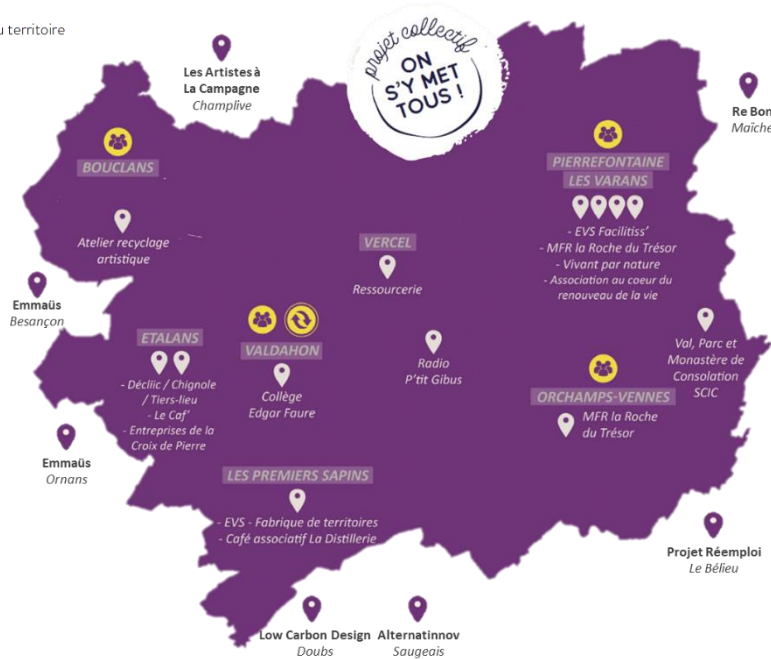 u territoire
projet collectif
ON
S'Y MET
TOUS !
Les Artistes à
La Campagne
Champlive
Re Bon
Maîche
BOUCLANS
Atelier recyclage
artistique
PIERREFONTAINE
LES VARANS
- EVS Facilitiss'
- MFR la Roche du Trésor
- Vivant par nature
- Association au coeur du
renouveau de la vie
VERCEL
Ressourcerie
Emmaüs
Besançon
ETALANS
- Décliic / Chignole
/ Tiers-lieu
- Le Caf'
- Entreprises de la
Croix de Pierre
VALDAHON
Collège
Edgar Faure
Radio
P'tit Gibus
Val, Parc et
Monastère de
Consolation
SCIC
ORCHAMPS-VENNES
MFR la Roche
du Trésor
Emmaüs
Ornans
LES PREMIERS SAPINS
- EVS - Fabrique de territoires
- Café associatif La Distillerie
Projet Réemploi
Le Bélieu
Low Carbon Design
Doubs
Alternatinnov
Saugeais